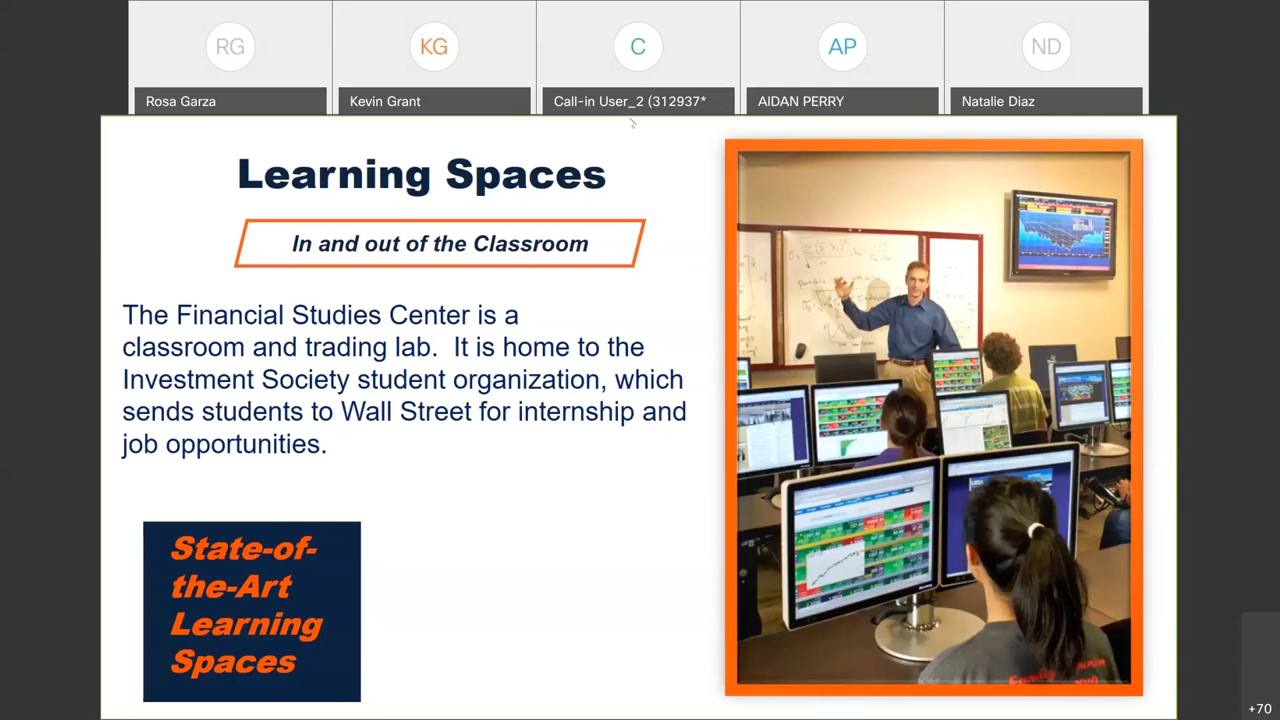 RG
KG
C
AP
ND
Rosa Garza
Kevin Grant
Call-in User_2 (312937*
AIDAN PERRY
Natalie Diaz
Learning Spaces
In and out of the Classroom
The Financial Studies Center is a
classroom and trading lab.  It is home to the
Investment Society student organization, which
sends students to Wall Street for internship and
job opportunities.
State-of-
the-Art
Learning
Spaces
+70